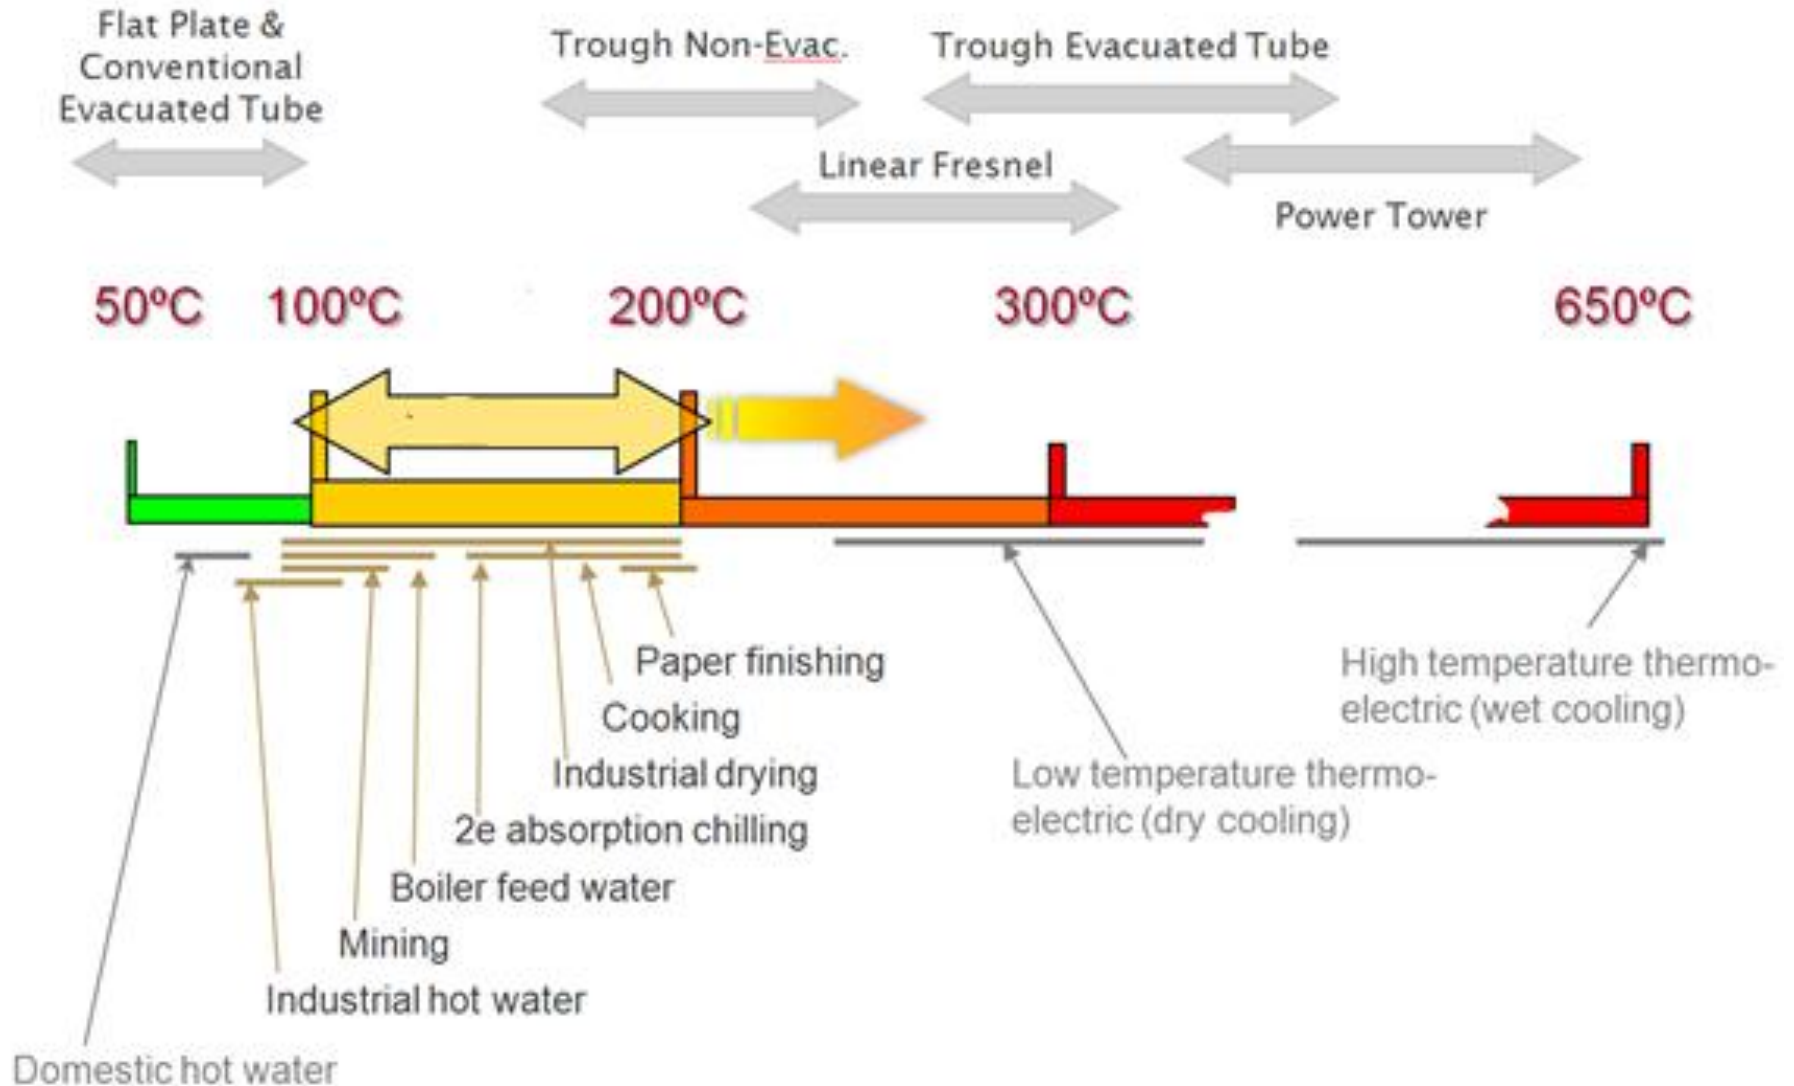 Flat Plate &
Conventional
Evacuated Tube
Trough Non-Evac.
Trough Evacuated Tube
Linear Fresnel
Power Tower
50ºC
100ºC
200ºC
300ºC
650ºC
Paper finishing
Cooking
Industrial drying
2e absorption chilling
Boiler feed water
Mining
Industrial hot water
Domestic hot water
Low temperature thermo-
electric (dry cooling)
High temperature thermo-
electric (wet cooling)